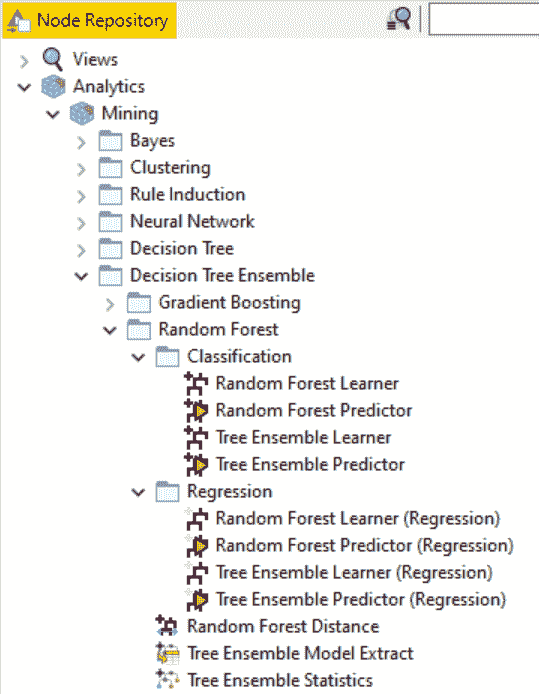 Node Repository
Views
Analytics
Mining
Bayes
Clustering
Rule Induction
Neural Network
Decision Tree
Decision Tree Ensemble
Gradient Boosting
Random Forest
Classification
Random Forest Learner
Random Forest Predictor
Tree Ensemble Learner
Tree Ensemble Predictor
Regression
Random Forest Learner (Regression)
Random Forest Predictor (Regression)
Tree Ensemble Learner (Regression)
Tree Ensemble Predictor (Regression)
Random Forest Distance
Tree Ensemble Model Extract
Tree Ensemble Statistics